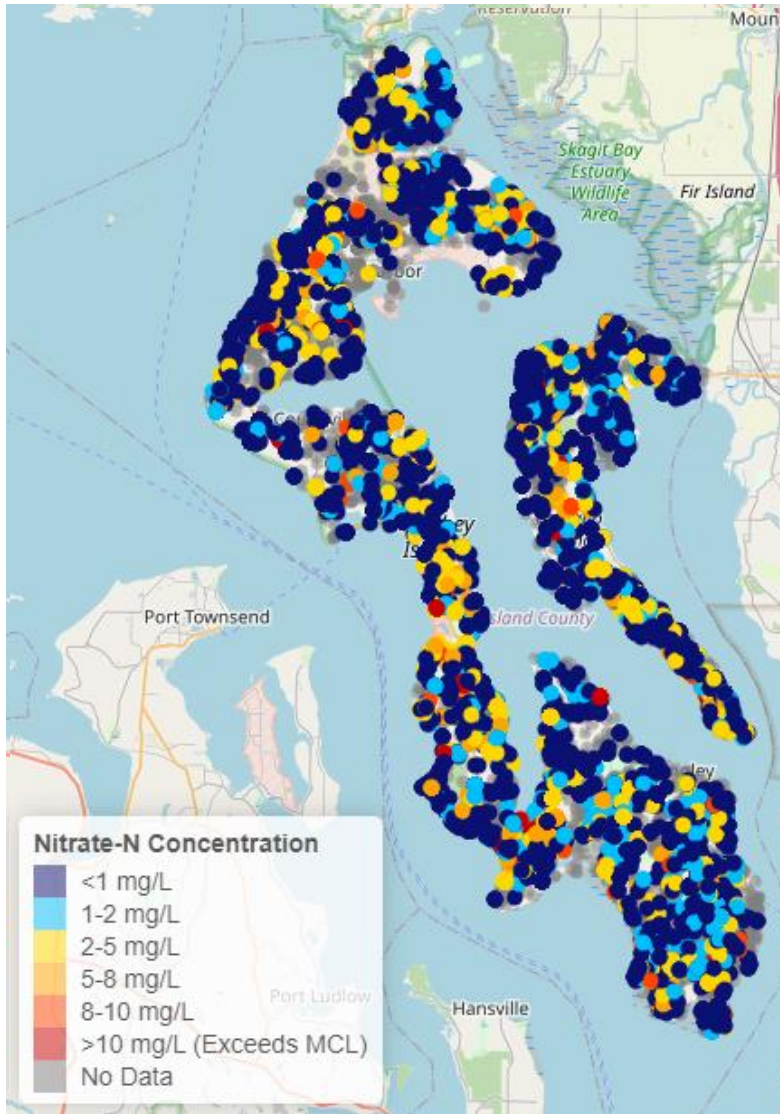 Reservation
Moun
Skagit Bay
Estuary
Wildlife
Area
Fir Island
Port Townsend
Island County
Port Ludlow
Hansville
Nitrate-N Concentration
<1 mg/L
1-2 mg/L
2-5 mg/L
5-8 mg/L
8-10 mg/L
>10 mg/L (Exceeds MCL)
No Data